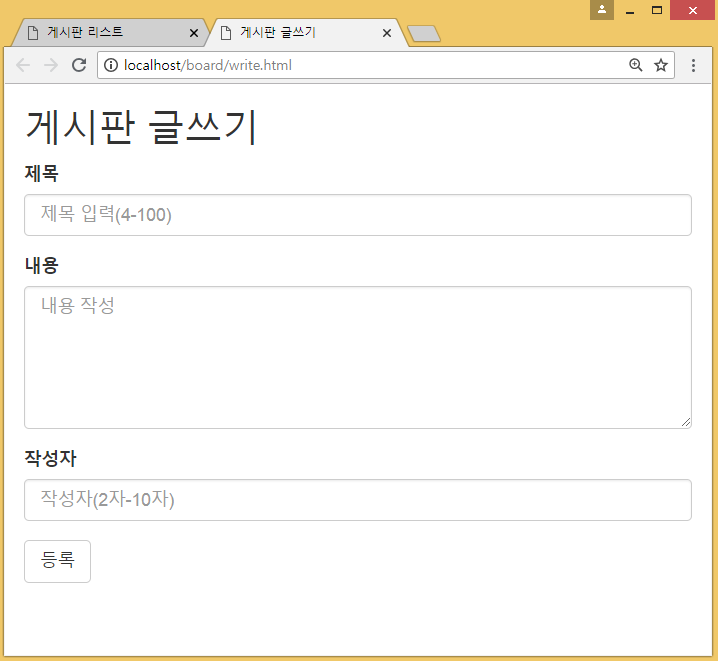 게시판 리스트
게시판 글쓰기
localhost/board/write.html
게시판 글쓰기
제목
제목 입력(4-100)
내용
내용 작성
작성자
작성자(2자-10자)
등록